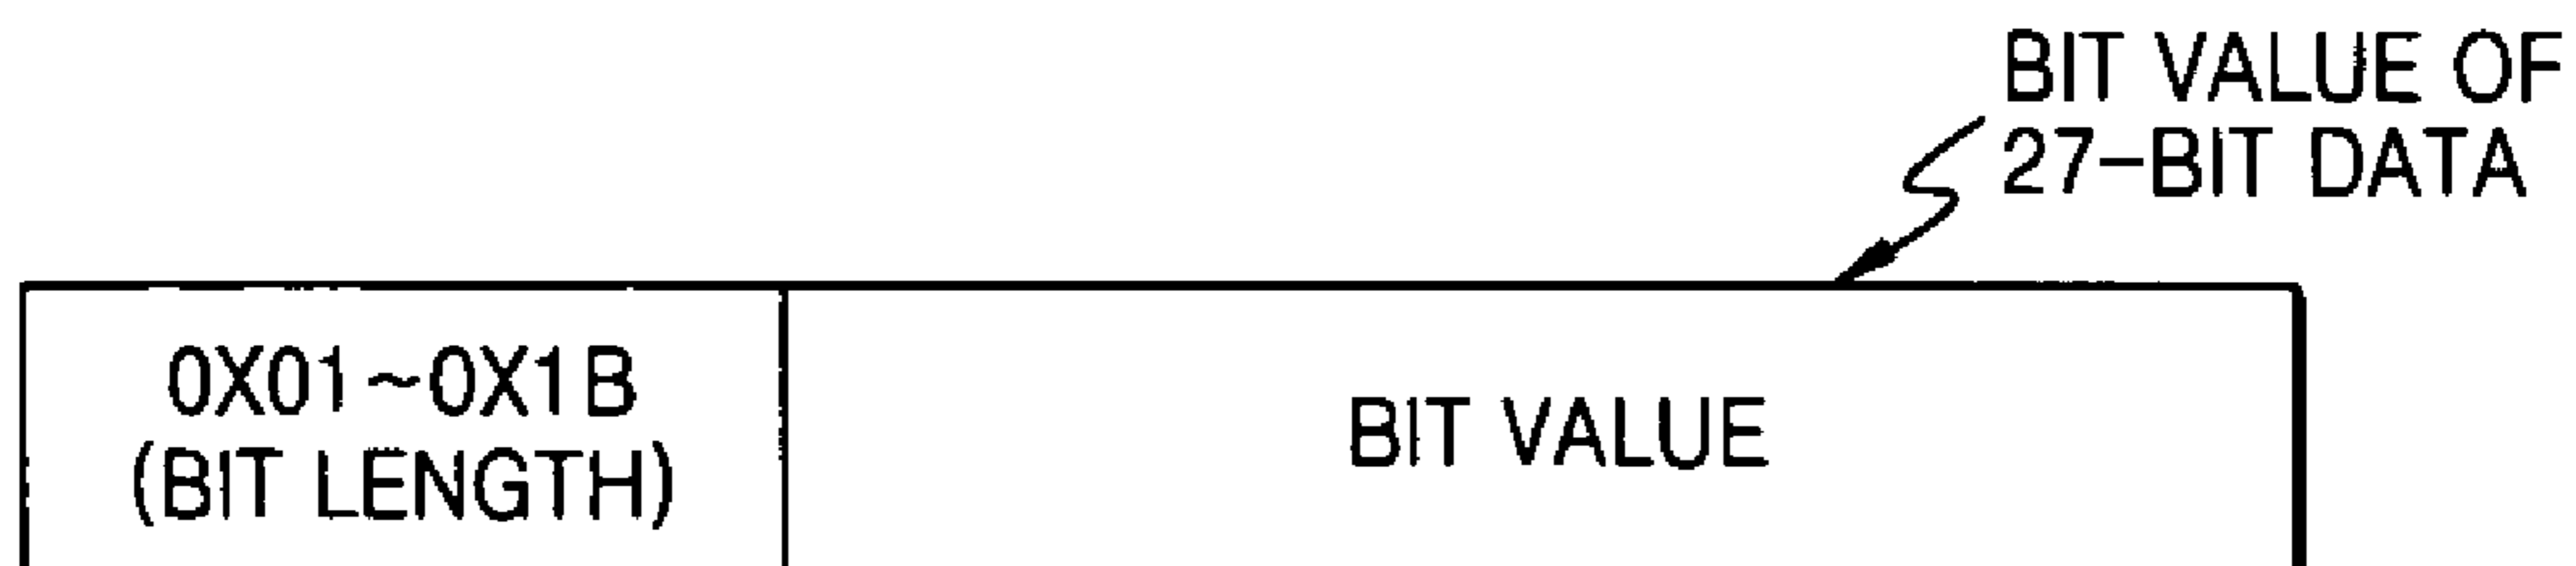 BIT VALUE OF
27-BIT DATA
0X01~0X1B
(BIT LENGTH)
BIT VALUE